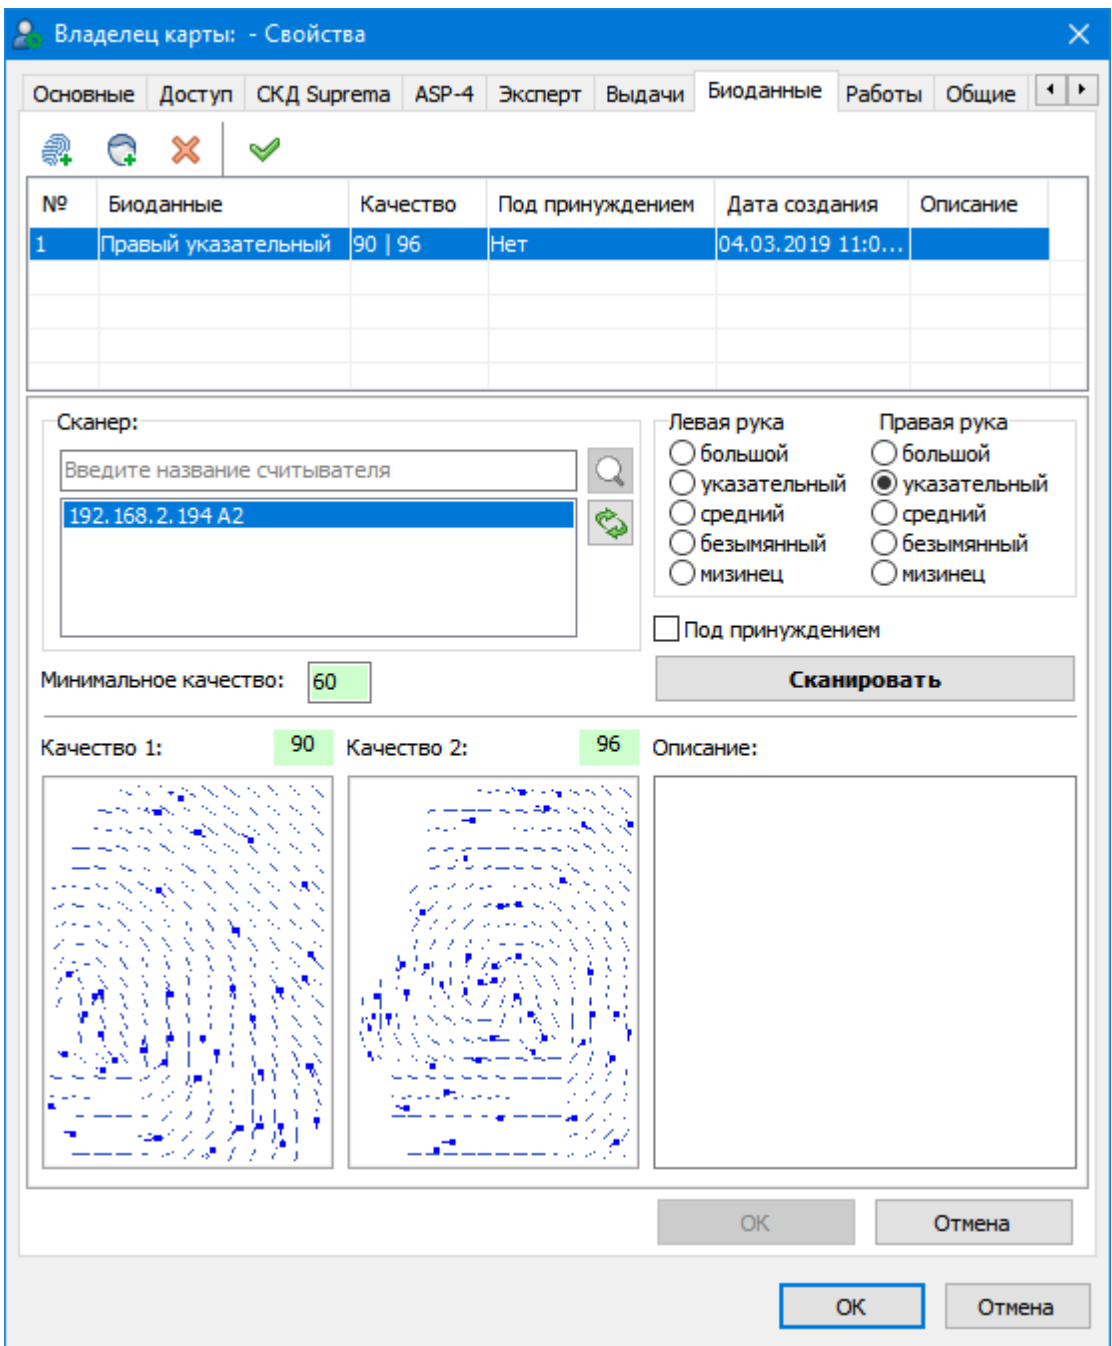 Владелец карты: - Свойства
Основные Доступ СКД Suprema ASP-4 Эксперт Выдачи Биоданные Работы Общие
№ Биоданные Качество Под принуждением Дата создания Описание
1 Правый указательный 90 | 96 Нет 04.03.2019 11:0...
Сканер:
Введите название считывателя
192.168.2.194 A2
Левая рука Правая рука
большой большой
указательный указательный
средний средний
безымянный безымянный
мизинец мизинец
Под принуждением
Минимальное качество: 60
Сканировать
Качество 1: 90 Качество 2: 96 Описание:
ОК Отмена
ОК Отмена